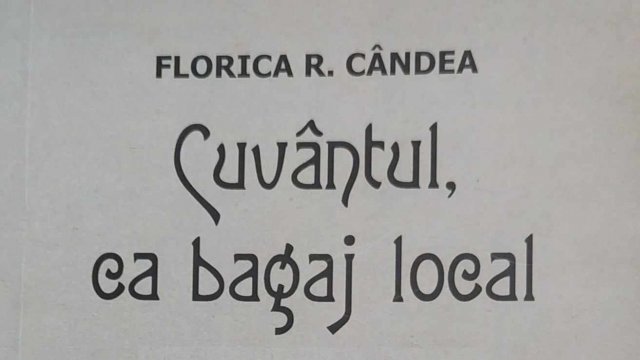 FLORICA R. CÂNDEA
Cuvântul,
ca bagaj local